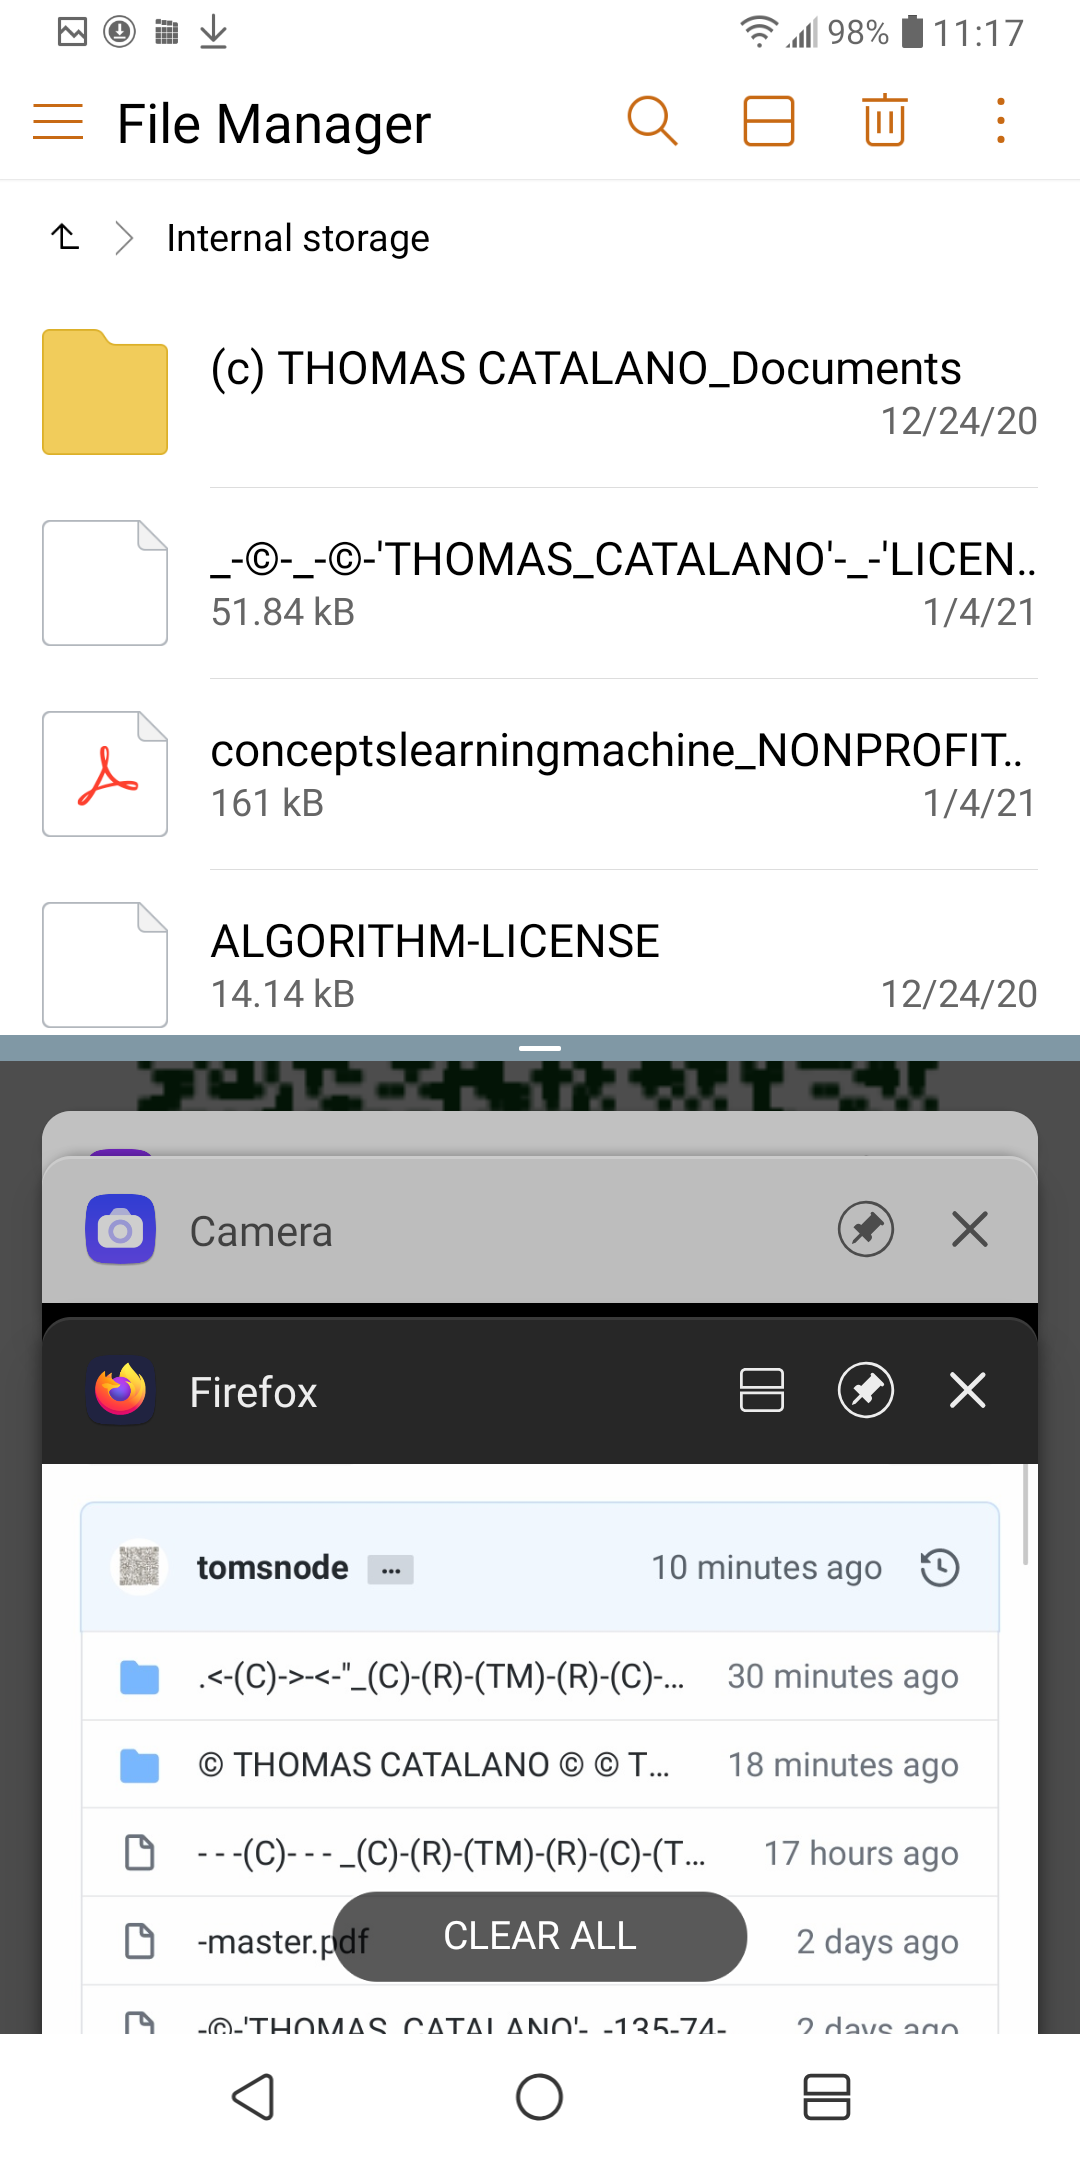 98% 11:17
File Manager
Internal storage
(c) THOMAS CATALANO_Documents
12/24/20
_-©-_-©-'THOMAS_CATALANO'-_-'LICEN..
51.84 kB 1/4/21
conceptslearningmachine_NONPROFIT..
161 kB 1/4/21
ALGORITHM-LICENSE
14.14 kB 12/24/20
Camera
Firefox
tomsnode ... 10 minutes ago
.<-(C)->-<-"_(C)-(R)-(TM)-(R)-(C)-... 30 minutes ago
© THOMAS CATALANO © © T... 18 minutes ago
- - -(C)- - - _(C)-(R)-(TM)-(R)-(C)-(T... 17 hours ago
-master.pdf 2 days ago
CLEAR ALL
-©-'THOMAS_CATALANO'-_-135-74- 2 days ago